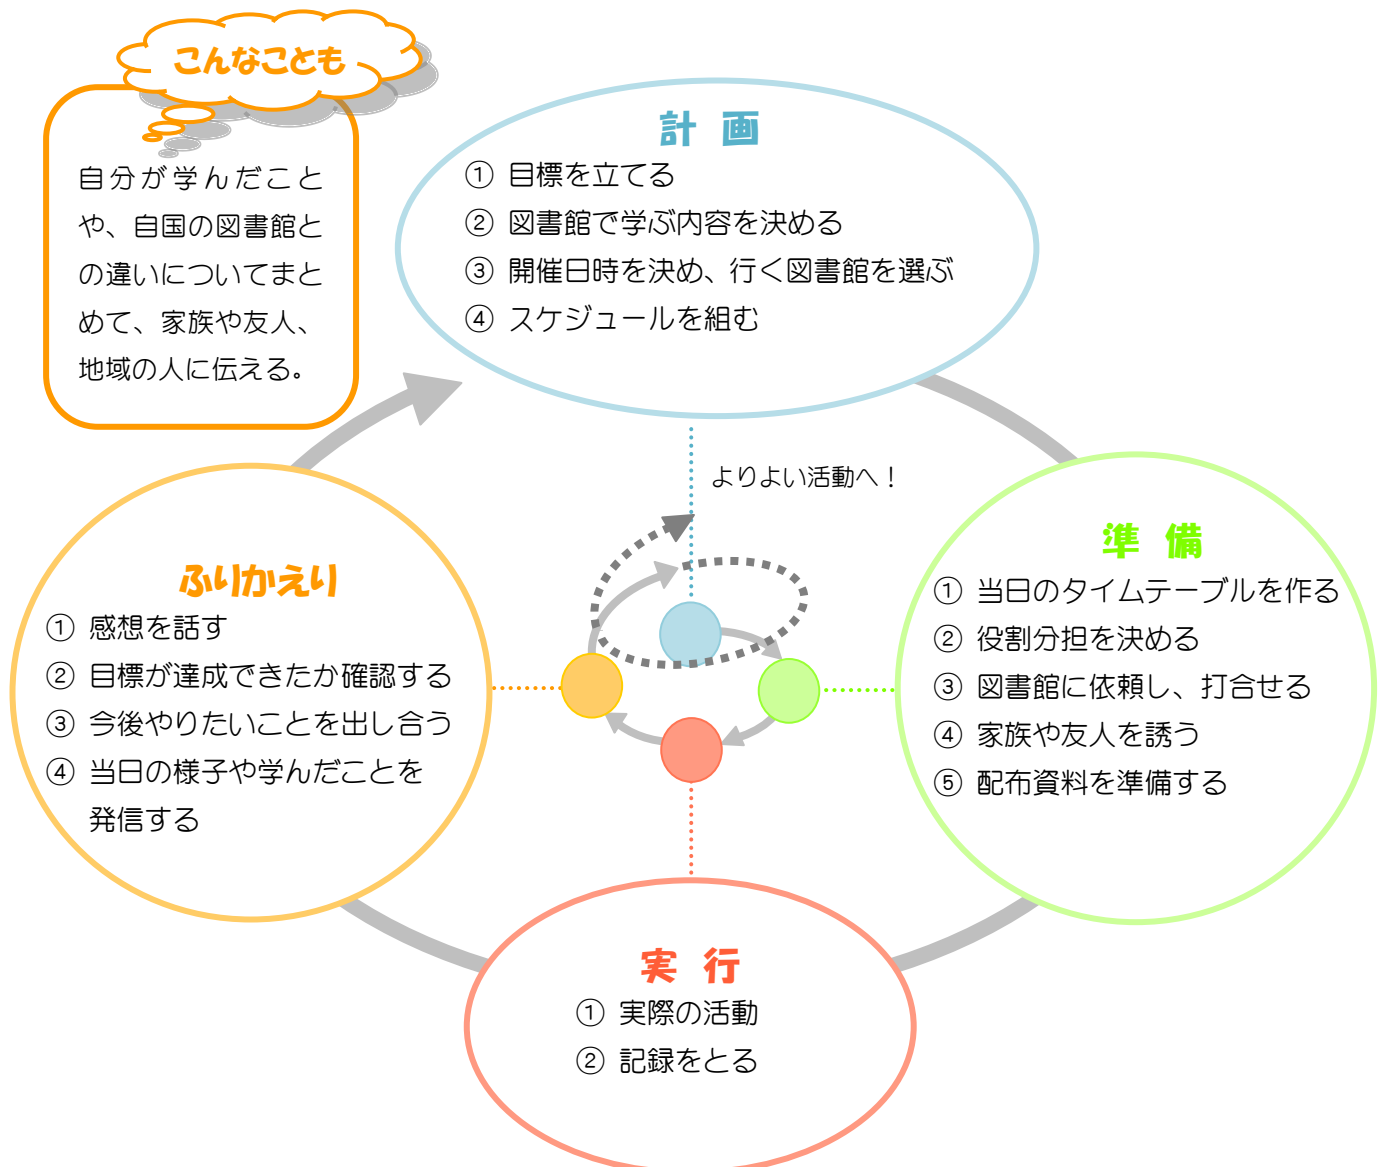 こんなことも
自分が学んだこと
や、自国の図書館と
の違いについてまと
めて、家族や友人、
地域の人に伝える。
計 画
① 目標を立てる
② 図書館で学ぶ内容を決める
③ 開催日時を決め、行く図書館を選ぶ
④ スケジュールを組む
よりよい活動へ！
準 備
① 当日のタイムテーブルを作る
② 役割分担を決める
③ 図書館に依頼し、打合せる
④ 家族や友人を誘う
⑤ 配布資料を準備する
ふりかえり
① 感想を話す
② 目標が達成できたか確認する
③ 今後やりたいことを出し合う
④ 当日の様子や学んだことを
発信する
実 行
① 実際の活動
② 記録をとる